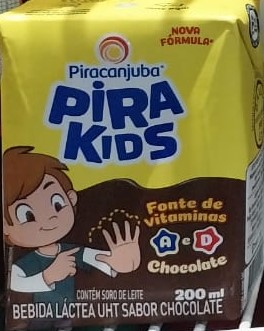 NOVA
FÓRMULA*
Piracanjuba®
PIRA
KIDS
Fonte de
vitaminas
A e D
Chocolate
CONTÉM SORO DE LEITE
200 ml
BEBIDA LÁCTEA UHT SABOR CHOCOLATE